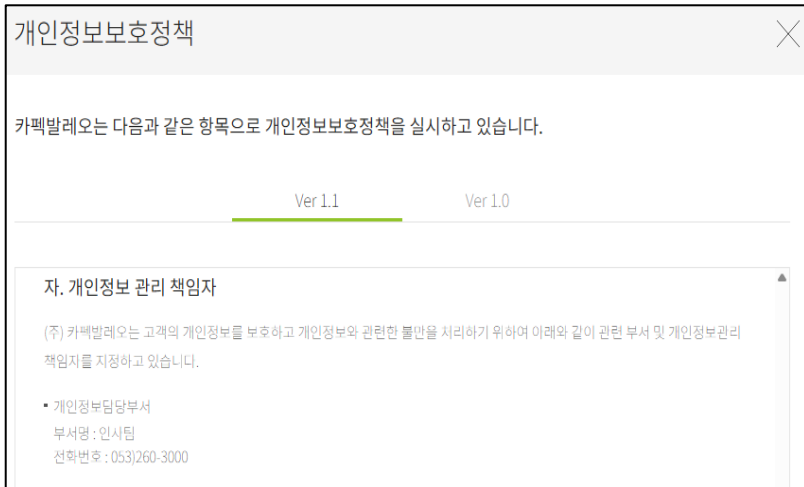 개인정보보호정책
카펙발레오는 다음과 같은 항목으로 개인정보보호정책을 실시하고 있습니다.
Ver 1.1
Ver 1.0
자. 개인정보 관리 책임자
(주) 카펙발레오는 고객의 개인정보를 보호하고 개인정보와 관련한 불만을 처리하기 위하여 아래와 같이 관련 부서 및 개인정보관리
책임자를 지정하고 있습니다.
▪ 개인정보담당부서
부서명 : 인사팀
전화번호 : 053)260-3000